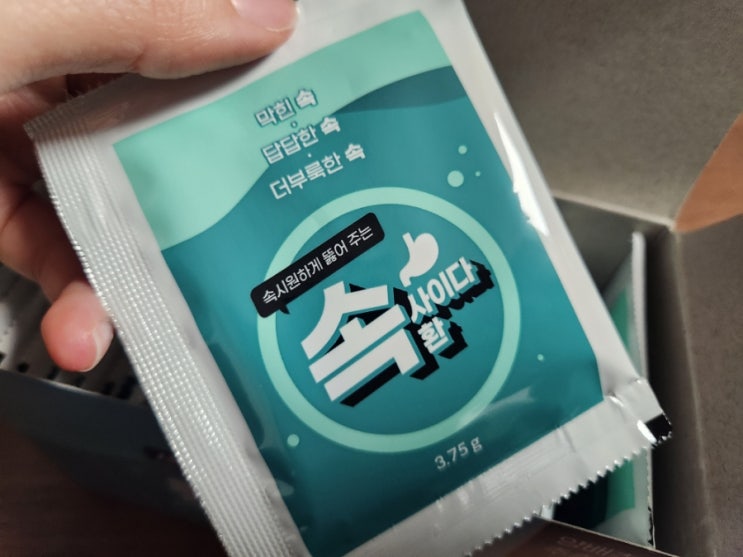 막힌 속
답답한 속
더부룩한 속
속시원하게 뚫어 주는
속
사이다
환
3.75 g